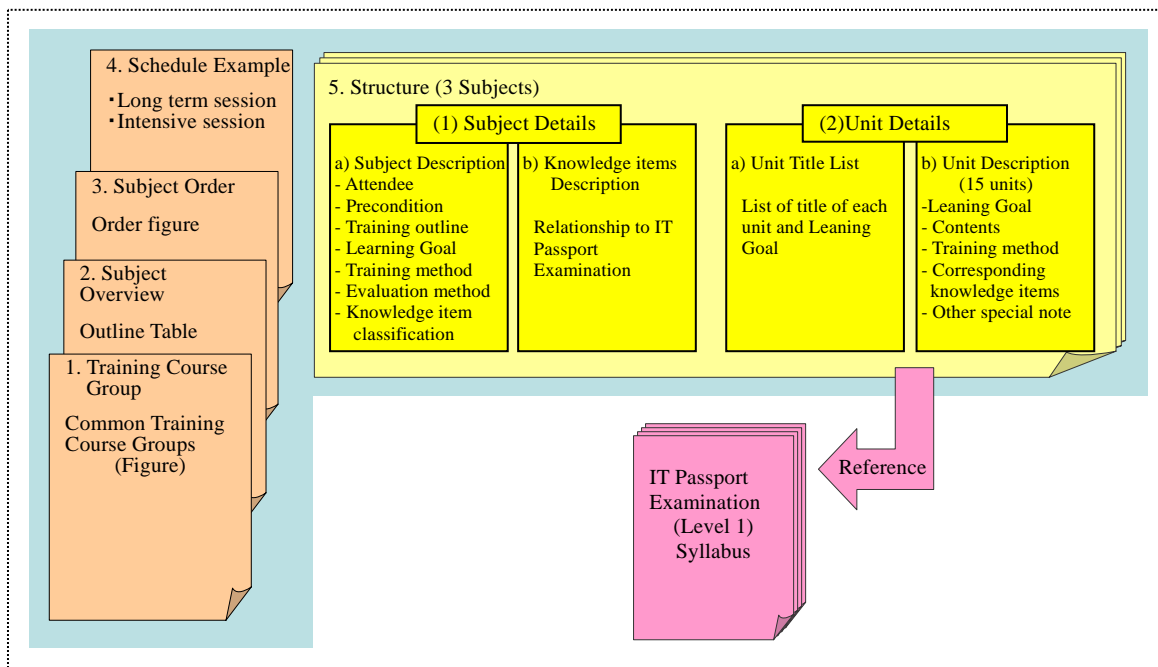 4. Schedule Example
・Long term session
・Intensive session
3. Subject Order
Order figure
2. Subject
Overview
Outline Table
1. Training Course
Group
Common Training
Course Groups
(Figure)
5. Structure (3 Subjects)
(1) Subject Details
a) Subject Description
- Attendee
- Precondition
- Training outline
- Learning Goal
- Training method
- Evaluation method
- Knowledge item
classification
b) Knowledge items
Description
Relationship to IT
Passport
Examination
(2)Unit Details
a) Unit Title List
List of title of each
unit and Leaning
Goal
b) Unit Description
(15 units)
-Leaning Goal
- Contents
- Training method
- Corresponding
knowledge items
- Other special note
Reference
IT Passport
Examination
(Level 1)
Syllabus